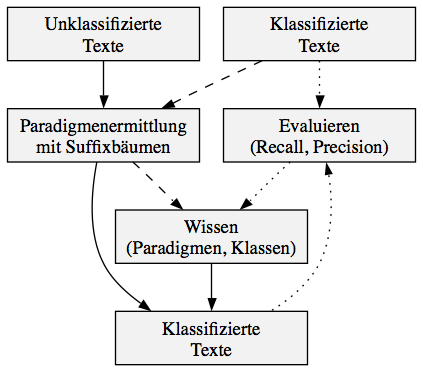 Unklassifizierte
Texte
Klassifizierte
Texte
Paradigmenermittlung
mit Suffixbäumen
Evaluieren
(Recall, Precision)
Wissen
(Paradigmen, Klassen)
Klassifizierte
Texte